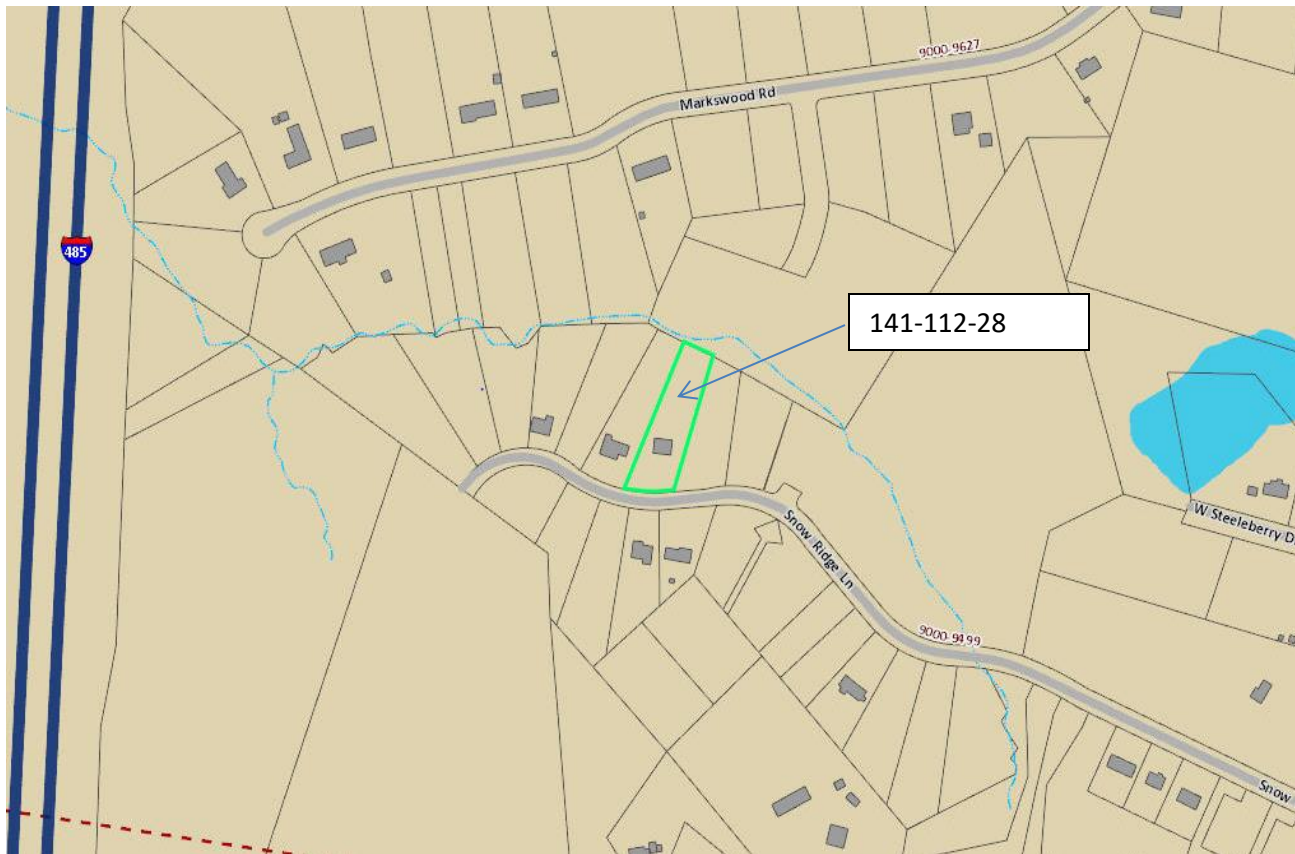 9000-9627
Markswood Rd
485
141-112-28
W Steeleberry D
Snow Ridge Ln
9000-9499
Snow